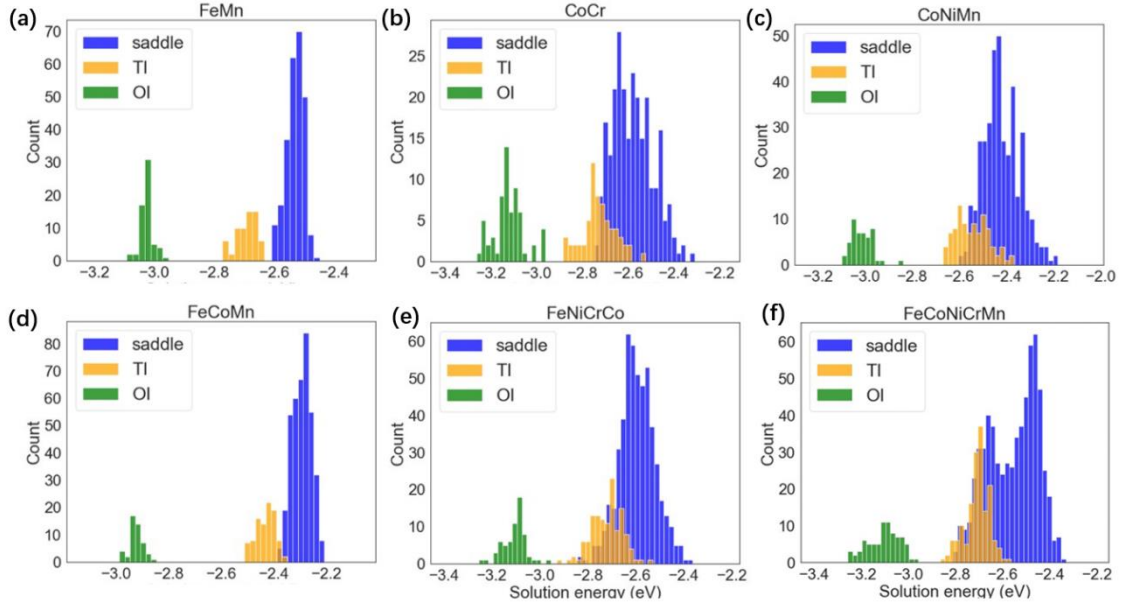 (a)
FeMn
70
60
50
40
30
20
10
0
Count
saddle
TI
OI
−3.2 −3.0 −2.8 −2.6 −2.4
(b)
CoCr
25
20
15
10
5
0
Count
saddle
TI
OI
−3.2 −3.0 −2.8 −2.6 −2.4 −2.2
(c)
CoNiMn
50
40
30
20
10
0
Count
saddle
TI
OI
−3.2 −3.0 −2.8 −2.6 −2.4 −2.2 −2.0
(d)
FeCoMn
80
70
60
50
40
30
20
10
0
Count
saddle
TI
OI
−3.0 −2.8 −2.6 −2.4 −2.2
(e)
FeNiCrCo
60
50
40
30
20
10
0
Count
saddle
TI
OI
−3.2 −3.0 −2.8 −2.6 −2.4 −2.2
Solution energy (eV)
(f)
FeCoNiCrMn
60
50
40
30
20
10
0
Count
saddle
TI
OI
−3.4 −3.2 −3.0 −2.8 −2.6 −2.4 −2.2
Solution energy (eV)